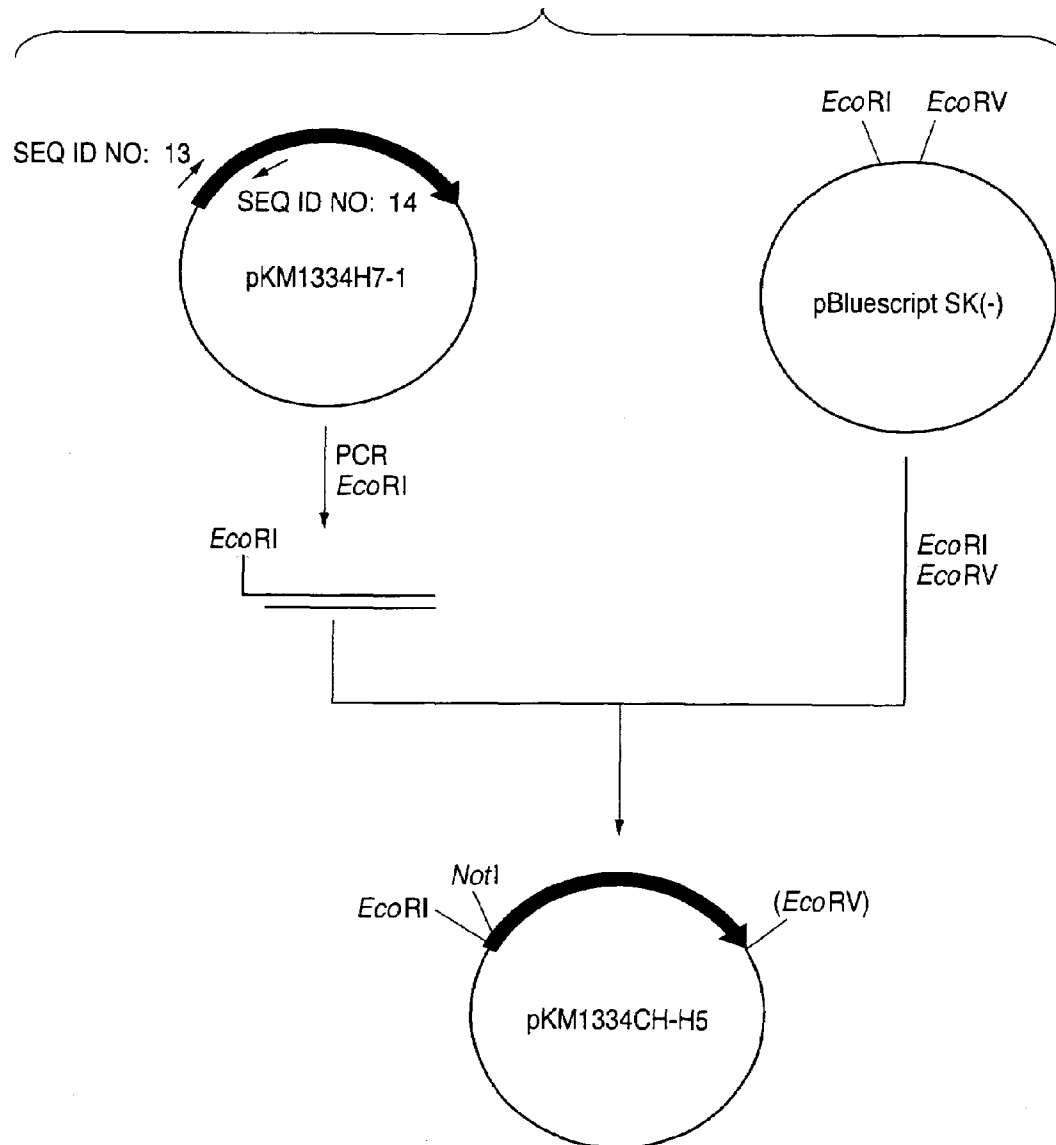 EcoRI EcoRV
SEQ ID NO: 13
SEQ ID NO: 14
pKM1334H7-1
pBluescript SK(-)
PCR
EcoRI
EcoRI
EcoRI
EcoRV
NotI
EcoRI
(EcoRV)
pKM1334CH-H5